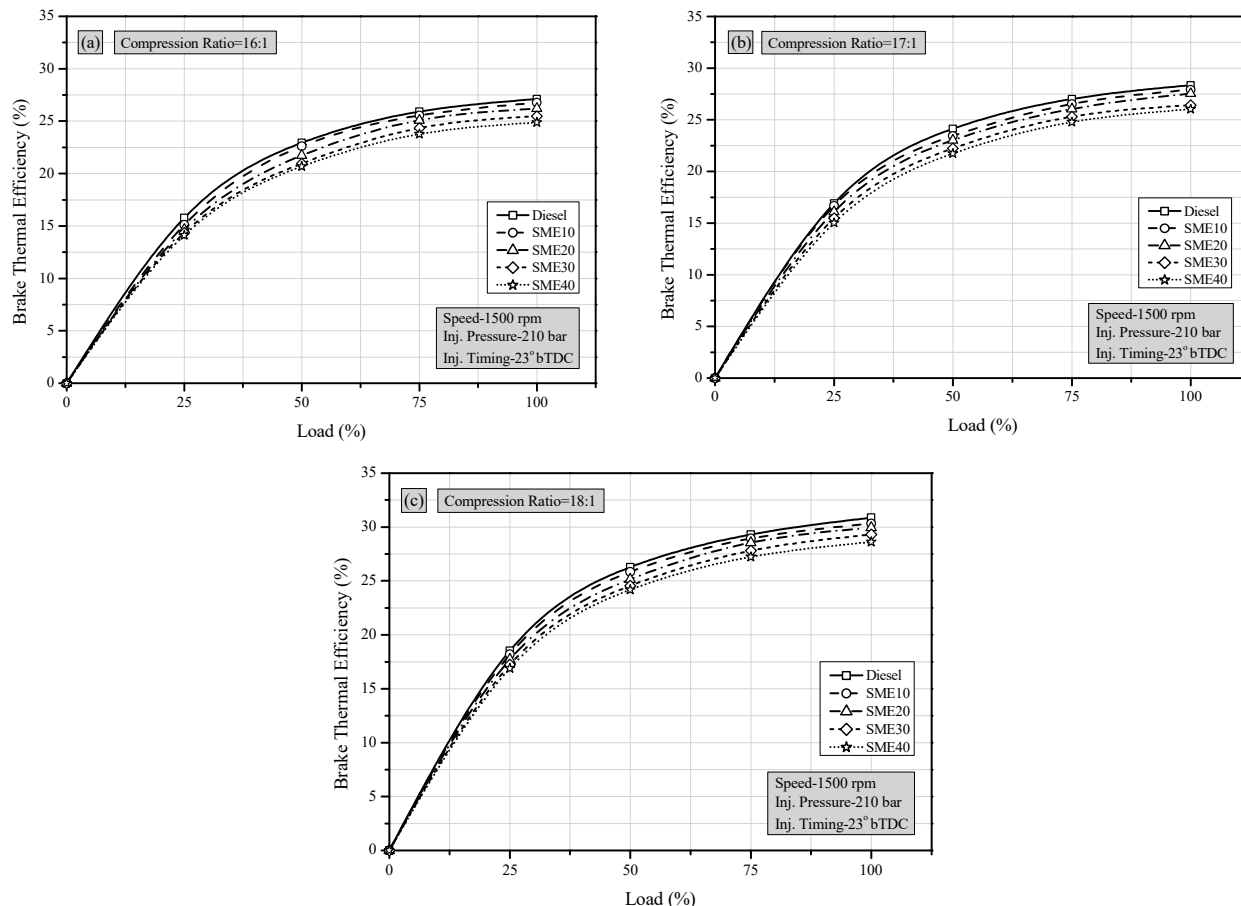 (a)
Compression Ratio=16:1
Brake Thermal Efficiency (%)
35
30
25
20
15
10
5
0
Diesel
SME10
SME20
SME30
SME40
Speed-1500 rpm
Inj. Pressure-210 bar
Inj. Timing-23° bTDC
0 25 50 75 100
Load (%)
(b)
Compression Ratio=17:1
Brake Thermal Efficiency (%)
35
30
25
20
15
10
5
0
Diesel
SME10
SME20
SME30
SME40
Speed-1500 rpm
Inj. Pressure-210 bar
Inj. Timing-23° bTDC
0 25 50 75 100
Load (%)
(c)
Compression Ratio=18:1
Brake Thermal Efficiency (%)
35
30
25
20
15
10
5
0
Diesel
SME10
SME20
SME30
SME40
Speed-1500 rpm
Inj. Pressure-210 bar
Inj. Timing-23° bTDC
0 25 50 75 100
Load (%)